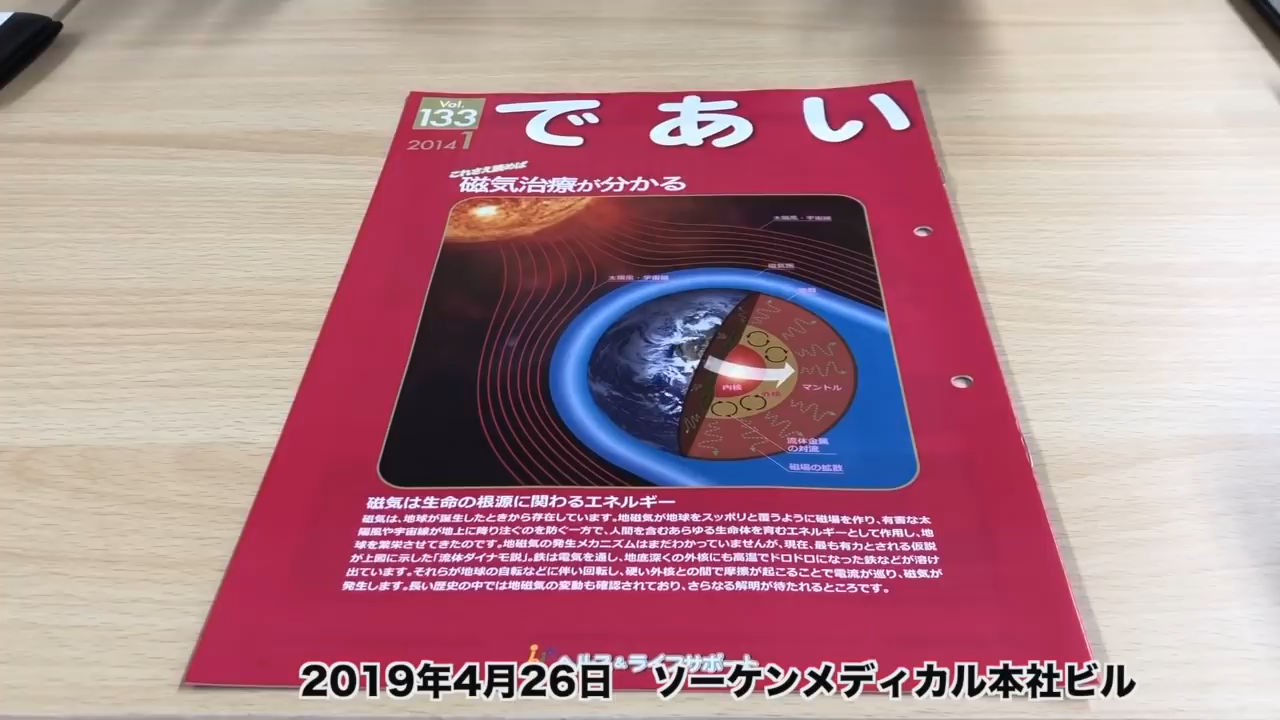 Vol.
133
2014 1
であい
これさえ読めば
磁気治療が分かる
太陽風・宇宙線
磁気圏
太陽風・宇宙線
内核
外核
マントル
流体金属
の対流
磁場の拡散
磁気は生命の根源に関わるエネルギー
磁気は、地球が誕生したときから存在しています。地磁気が地球をスッポリと覆うように磁場を作り、有害な太
陽風や宇宙線が地上に降り注ぐのを防ぐ一方で、人間を含むあらゆる生命体を育むエネルギーとして作用し、地
球を繁栄させてきたのです。地磁気の発生メカニズムはまだわかっていませんが、現在、最も有力とされる仮説
が上図に示した「流体ダイナモ説」。鉄は電気を通し、地底深くの外核にも高温でドロドロになった鉄などが溶け
出ています。それらが地球の自転などに伴い回転し、硬い外核との間で摩擦が起こることで電流が巡り、磁気が
発生します。長い歴史の中では地磁気の変動も確認されており、さらなる解明が待たれるところです。
ヘルス&ライフサポート
2019年4月26日　ソーケンメディカル本社ビル